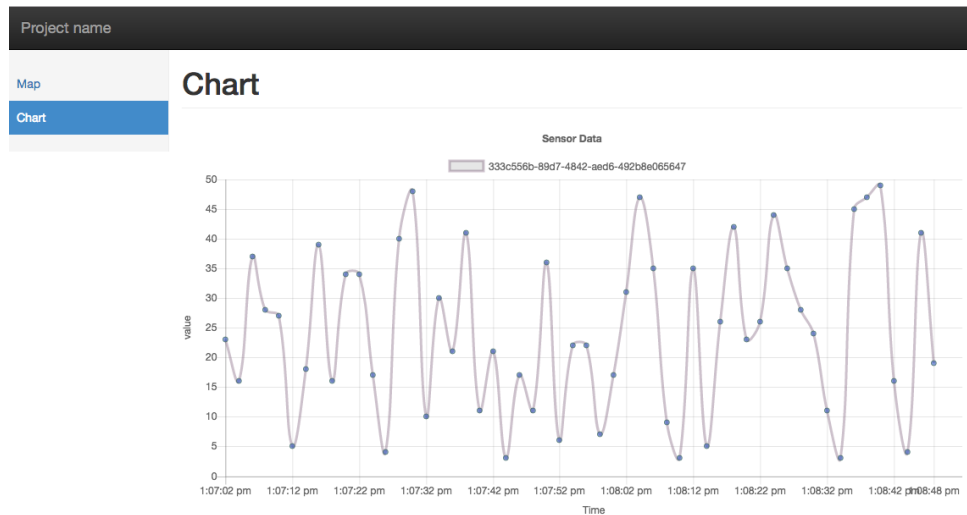 Project name
Map
Chart
Chart
Sensor Data
333c556b-89d7-4842-aed6-492b8e065647
50
45
40
35
30
25
20
15
10
5
0
value
1:07:02 pm 1:07:12 pm 1:07:22 pm 1:07:32 pm 1:07:42 pm 1:07:52 pm 1:08:02 pm 1:08:12 pm 1:08:22 pm 1:08:32 pm 1:08:42 pm 1:08:48 pm
Time